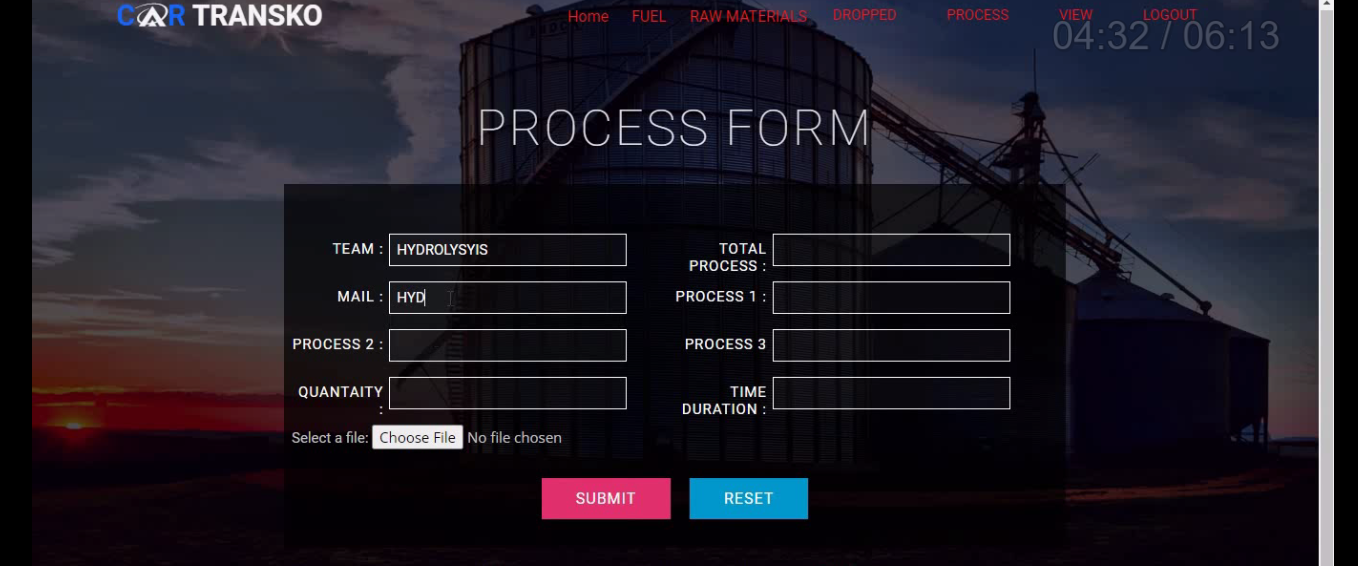 CAR TRANSKO
Home FUEL RAW MATERIALS DROPPED PROCESS VIEW LOGOUT
04:32 / 06:13
PROCESS FORM
TEAM : HYDROLYSYIS
TOTAL PROCESS :
MAIL : HYD
PROCESS 1 :
PROCESS 2 :
PROCESS 3
QUANTAITY :
TIME DURATION :
Select a file: Choose File No file chosen
SUBMIT RESET